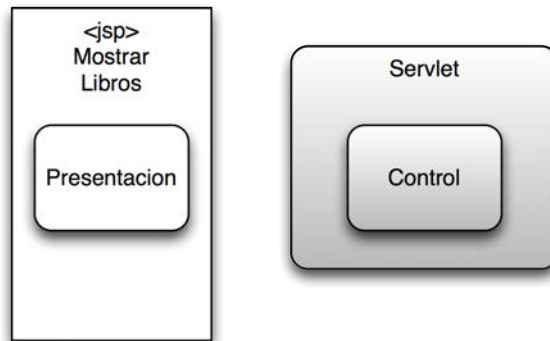 <jsp>
Mostrar
Libros
Presentacion
Servlet
Control